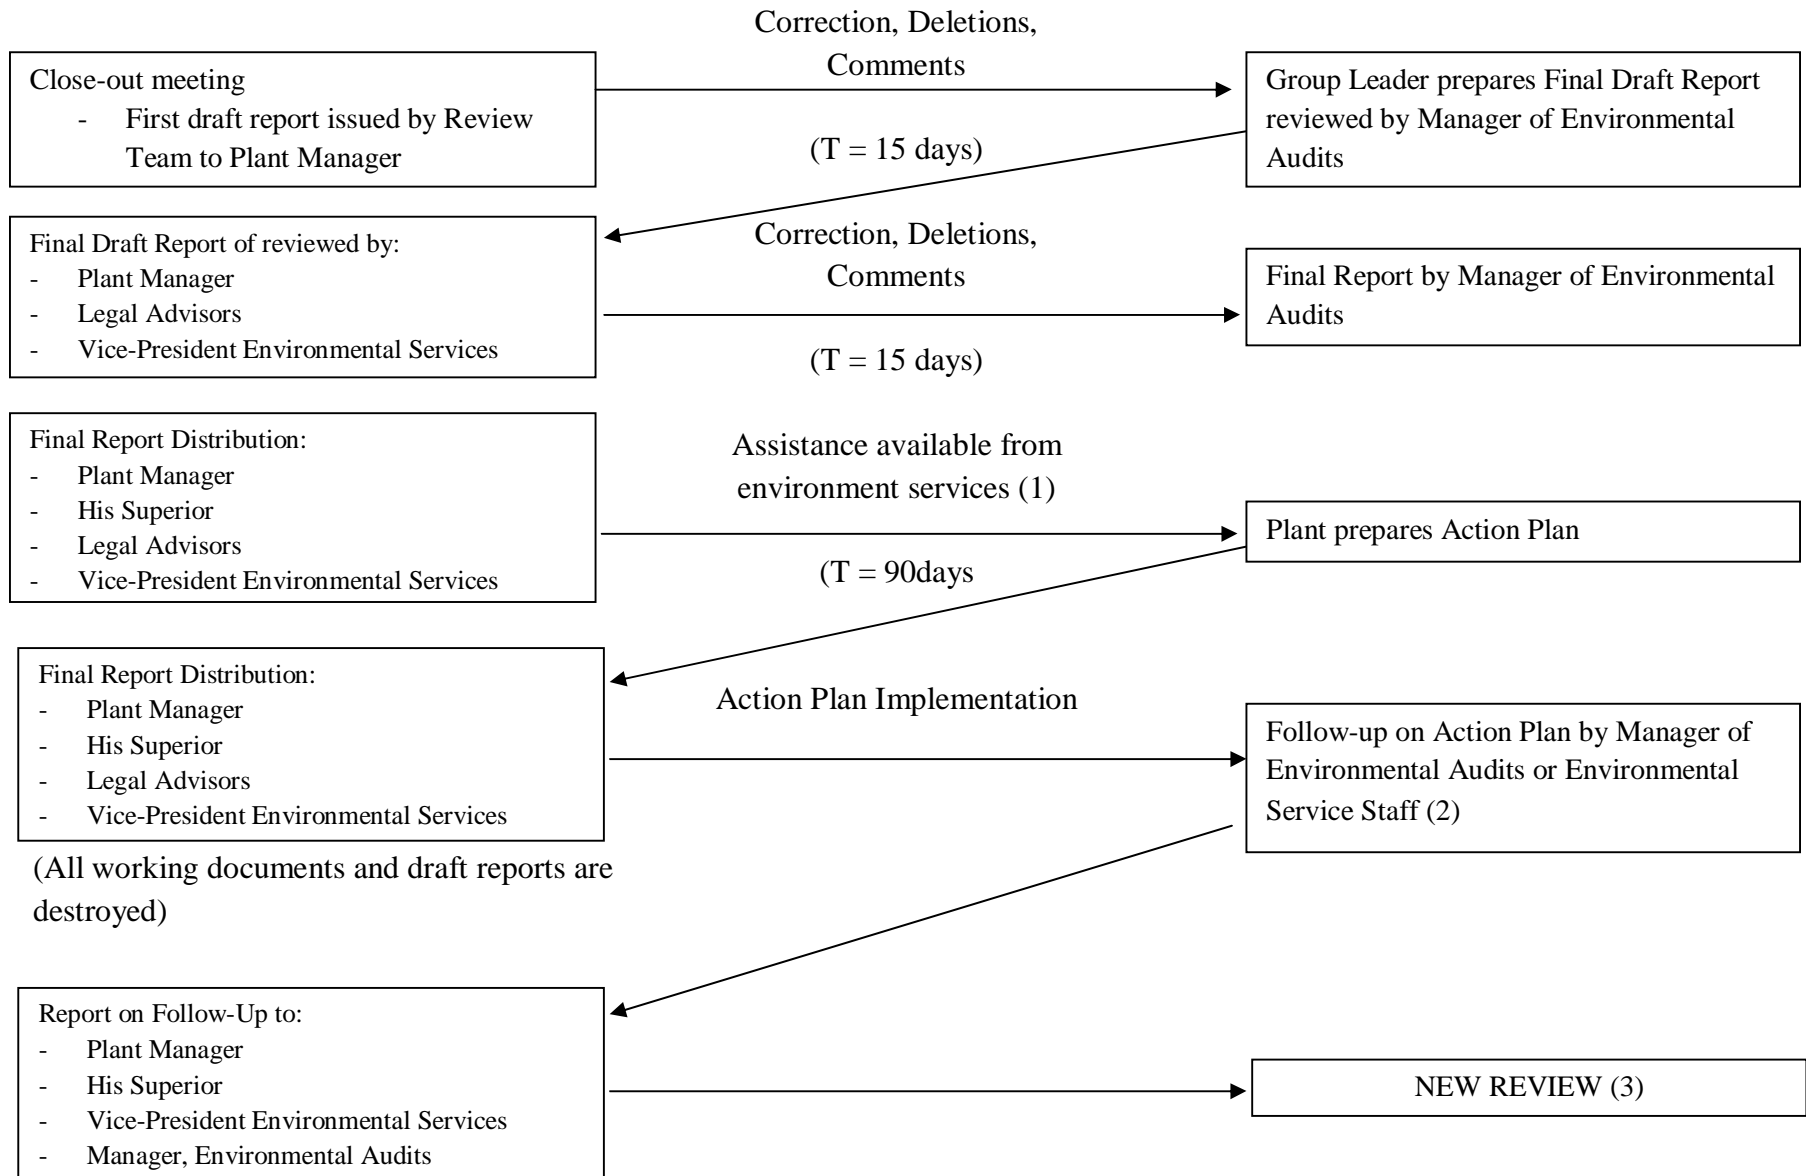 Correction, Deletions,
Comments
Close-out meeting
- First draft report issued by Review
Team to Plant Manager
(T = 15 days)
Group Leader prepares Final Draft Report
reviewed by Manager of Environmental
Audits
Final Draft Report of reviewed by:
- Plant Manager
- Legal Advisors
- Vice-President Environmental Services
Correction, Deletions,
Comments
(T = 15 days)
Final Report by Manager of Environmental
Audits
Final Report Distribution:
- Plant Manager
- His Superior
- Legal Advisors
- Vice-President Environmental Services
Assistance available from
environment services (1)
(T = 90days
Plant prepares Action Plan
Final Report Distribution:
- Plant Manager
- His Superior
- Legal Advisors
- Vice-President Environmental Services
Action Plan Implementation
Follow-up on Action Plan by Manager of
Environmental Audits or Environmental
Service Staff (2)
(All working documents and draft reports are
destroyed)
Report on Follow-Up to:
- Plant Manager
- His Superior
- Vice-President Environmental Services
- Manager, Environmental Audits
NEW REVIEW (3)